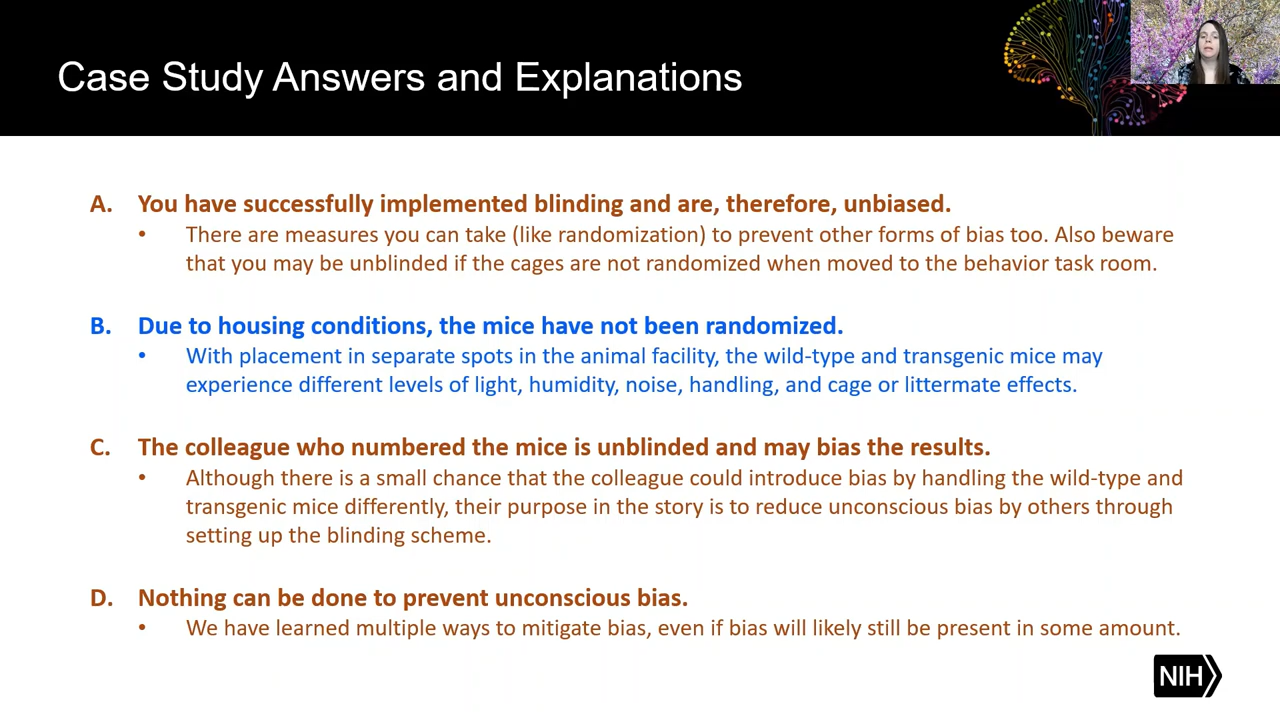 Case Study Answers and Explanations
A. You have successfully implemented blinding and are, therefore, unbiased.
• There are measures you can take (like randomization) to prevent other forms of bias too. Also beware
that you may be unblinded if the cages are not randomized when moved to the behavior task room.
B. Due to housing conditions, the mice have not been randomized.
• With placement in separate spots in the animal facility, the wild-type and transgenic mice may
experience different levels of light, humidity, noise, handling, and cage or littermate effects.
C. The colleague who numbered the mice is unblinded and may bias the results.
• Although there is a small chance that the colleague could introduce bias by handling the wild-type and
transgenic mice differently, their purpose in the story is to reduce unconscious bias by others through
setting up the blinding scheme.
D. Nothing can be done to prevent unconscious bias.
• We have learned multiple ways to mitigate bias, even if bias will likely still be present in some amount.
NIH